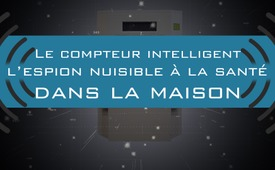 Le compteur intelligent
l'espion nuisible à la santé
dans la maison